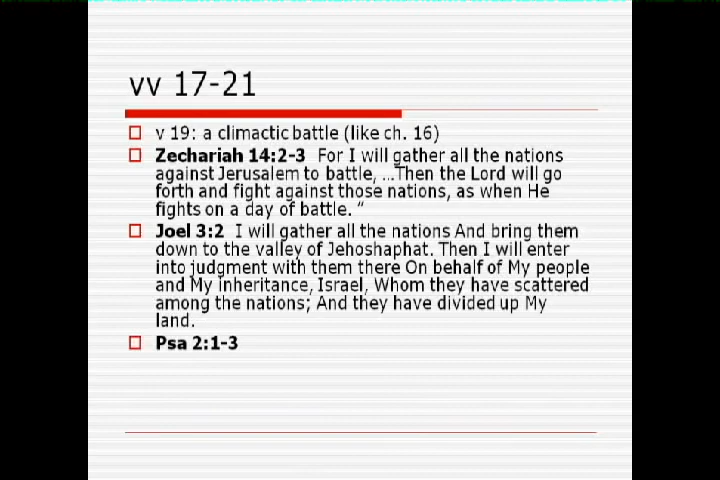 vv 17-21
v 19: a climactic battle (like ch. 16)
Zechariah 14:2-3 For I will gather all the nations
against Jerusalem to battle, ...Then the Lord will go
forth and fight against those nations, as when He
fights on a day of battle. “
Joel 3:2 I will gather all the nations And bring them
down to the valley of Jehoshaphat. Then I will enter
into judgment with them there On behalf of My people
and My inheritance, Israel, Whom they have scattered
among the nations; And they have divided up My
land.
Psa 2:1-3